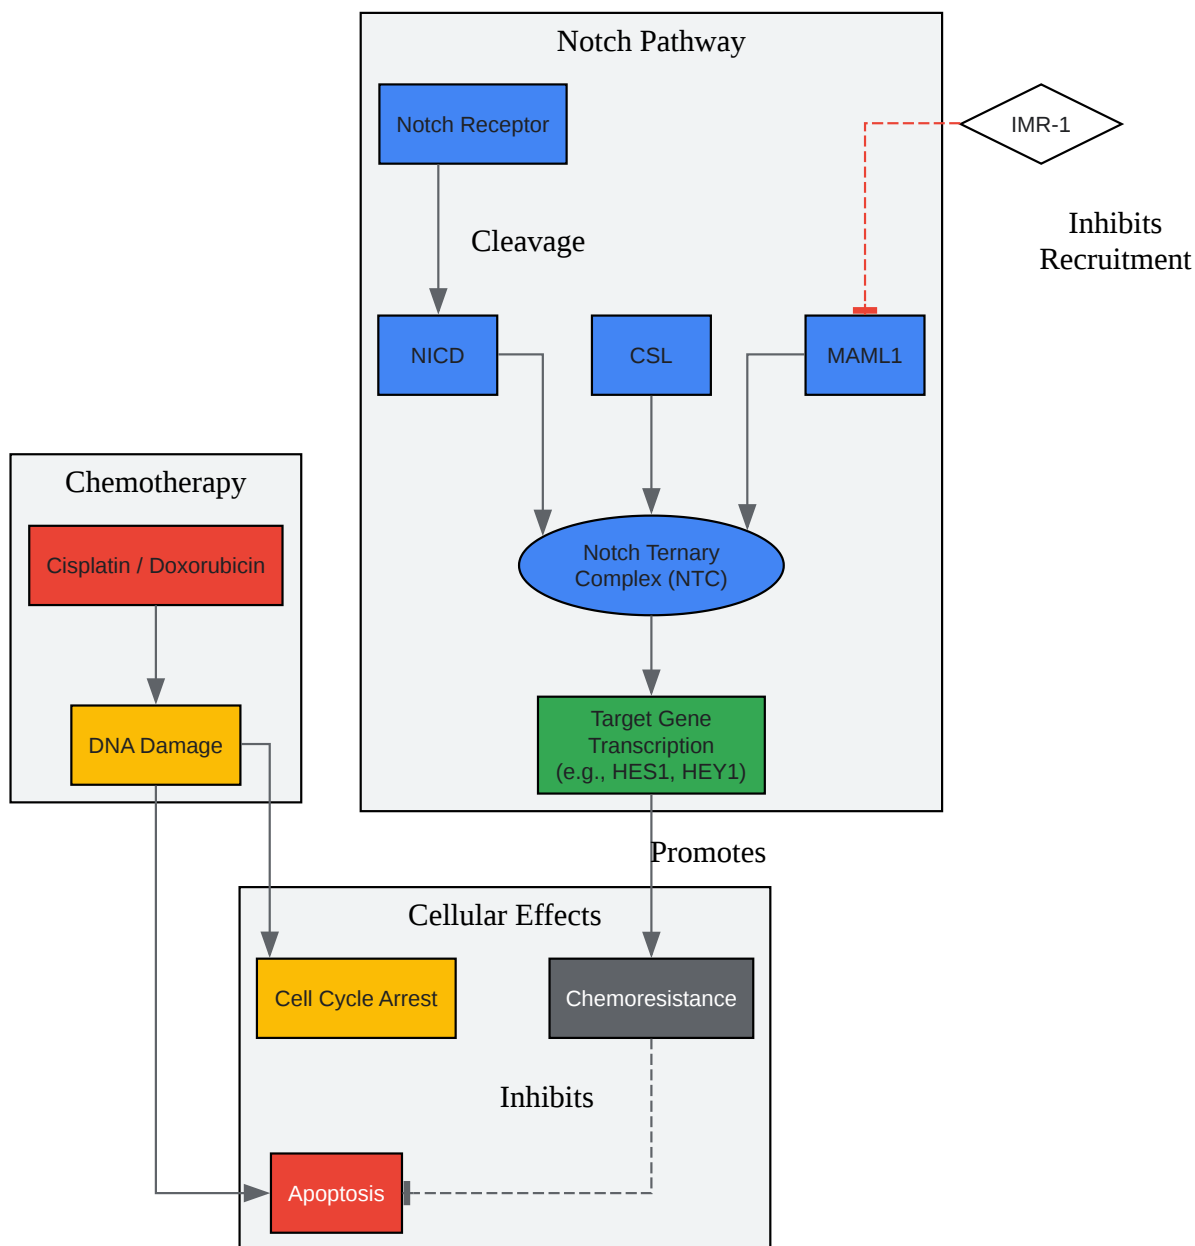 Notch Pathway
Notch Receptor
IMR-1
Inhibits
Recruitment
Cleavage
NICD
CSL
MAML1
Chemotherapy
Cisplatin / Doxorubicin
Notch Ternary
Complex (NTC)
DNA Damage
Target Gene
Transcription
(e.g., HES1, HEY1)
Promotes
Cellular Effects
Cell Cycle Arrest
Chemoresistance
Inhibits
Apoptosis